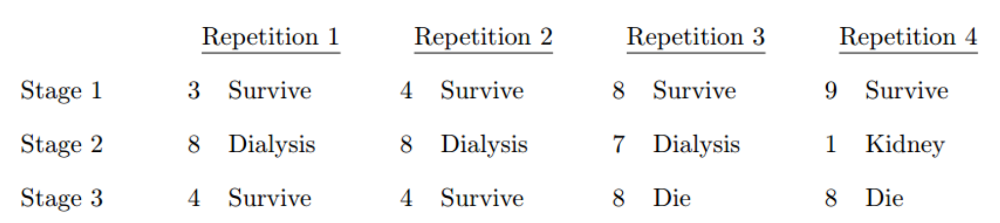 Repetition 1 Repetition 2 Repetition 3 Repetition 4
Stage 1 3 Survive 4 Survive 8 Survive 9 Survive
Stage 2 8 Dialysis 8 Dialysis 7 Dialysis 1 Kidney
Stage 3 4 Survive 4 Survive 8 Die 8 Die